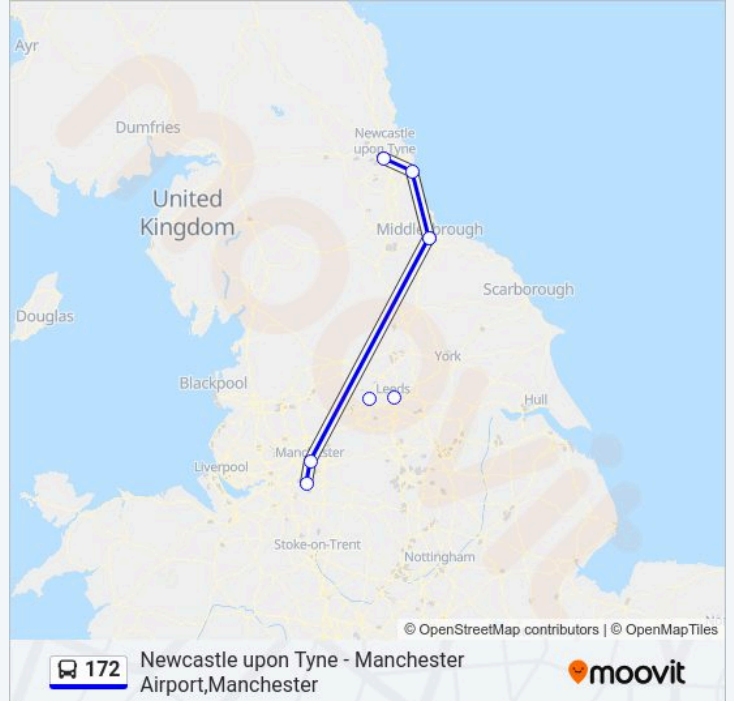 Ayr
Dumfries
Newcastle
upon Tyne
United
Kingdom
Middlesbrough
Scarborough
Douglas
York
Blackpool
Leeds
Hull
Manchester
Liverpool
Stoke-on-Trent
Nottingham
© OpenStreetMap contributors | © OpenMapTiles
172
Newcastle upon Tyne - Manchester
Airport,Manchester
moovit
moovit